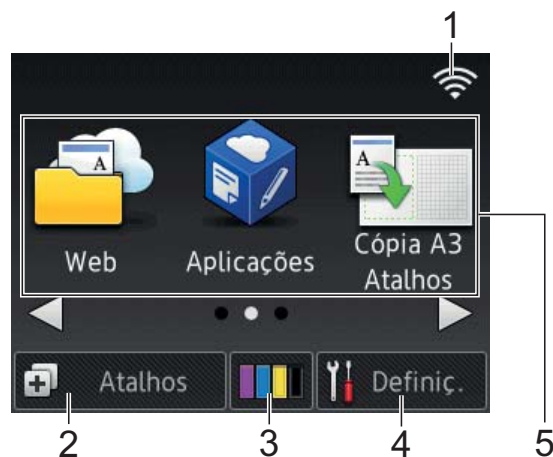 1
A
A
Web
Aplicações
Cópia A3
Atalhos
Atalhos
Definiç.
2
3
4
5